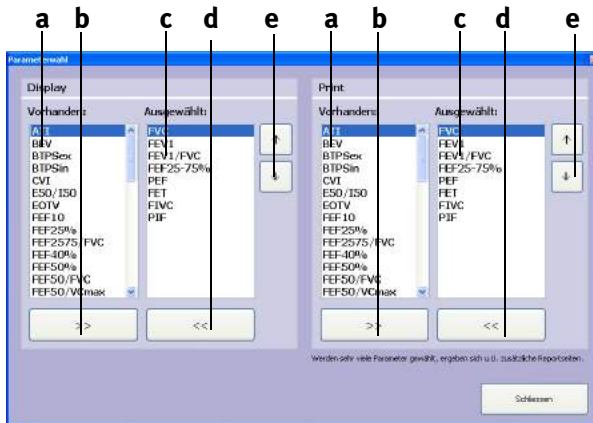 a b c d e a b c d e
Parameterwahl
Display
Vorhanden:
Ausgewählt:
ATI
BEV
BTPSex
BTPSin
CVI
E50/I50
EOTV
FEF10
FEF25%
FEF2575/FVC
FEF40%
FEF50%
FEF50/FVC
FEF50/VCmax
FVC
FEV1
FEV1/FVC
FEF25-75%
PEF
FET
FIVC
PIF
↑
↓
>>
<<
Print
Vorhanden:
Ausgewählt:
ATI
BEV
BTPSex
BTPSin
CVI
E50/I50
EOTV
FEF10
FEF25%
FEF2575/FVC
FEF40%
FEF50%
FEF50/FVC
FEF50/VCmax
FVC
FEV1
FEV1/FVC
FEF25-75%
PEF
FET
FIVC
PIF
↑
↓
>>
<<
Werden sehr viele Parameter gewählt, ergeben sich u.U. zusätzliche Reportseiten.
Schliessen